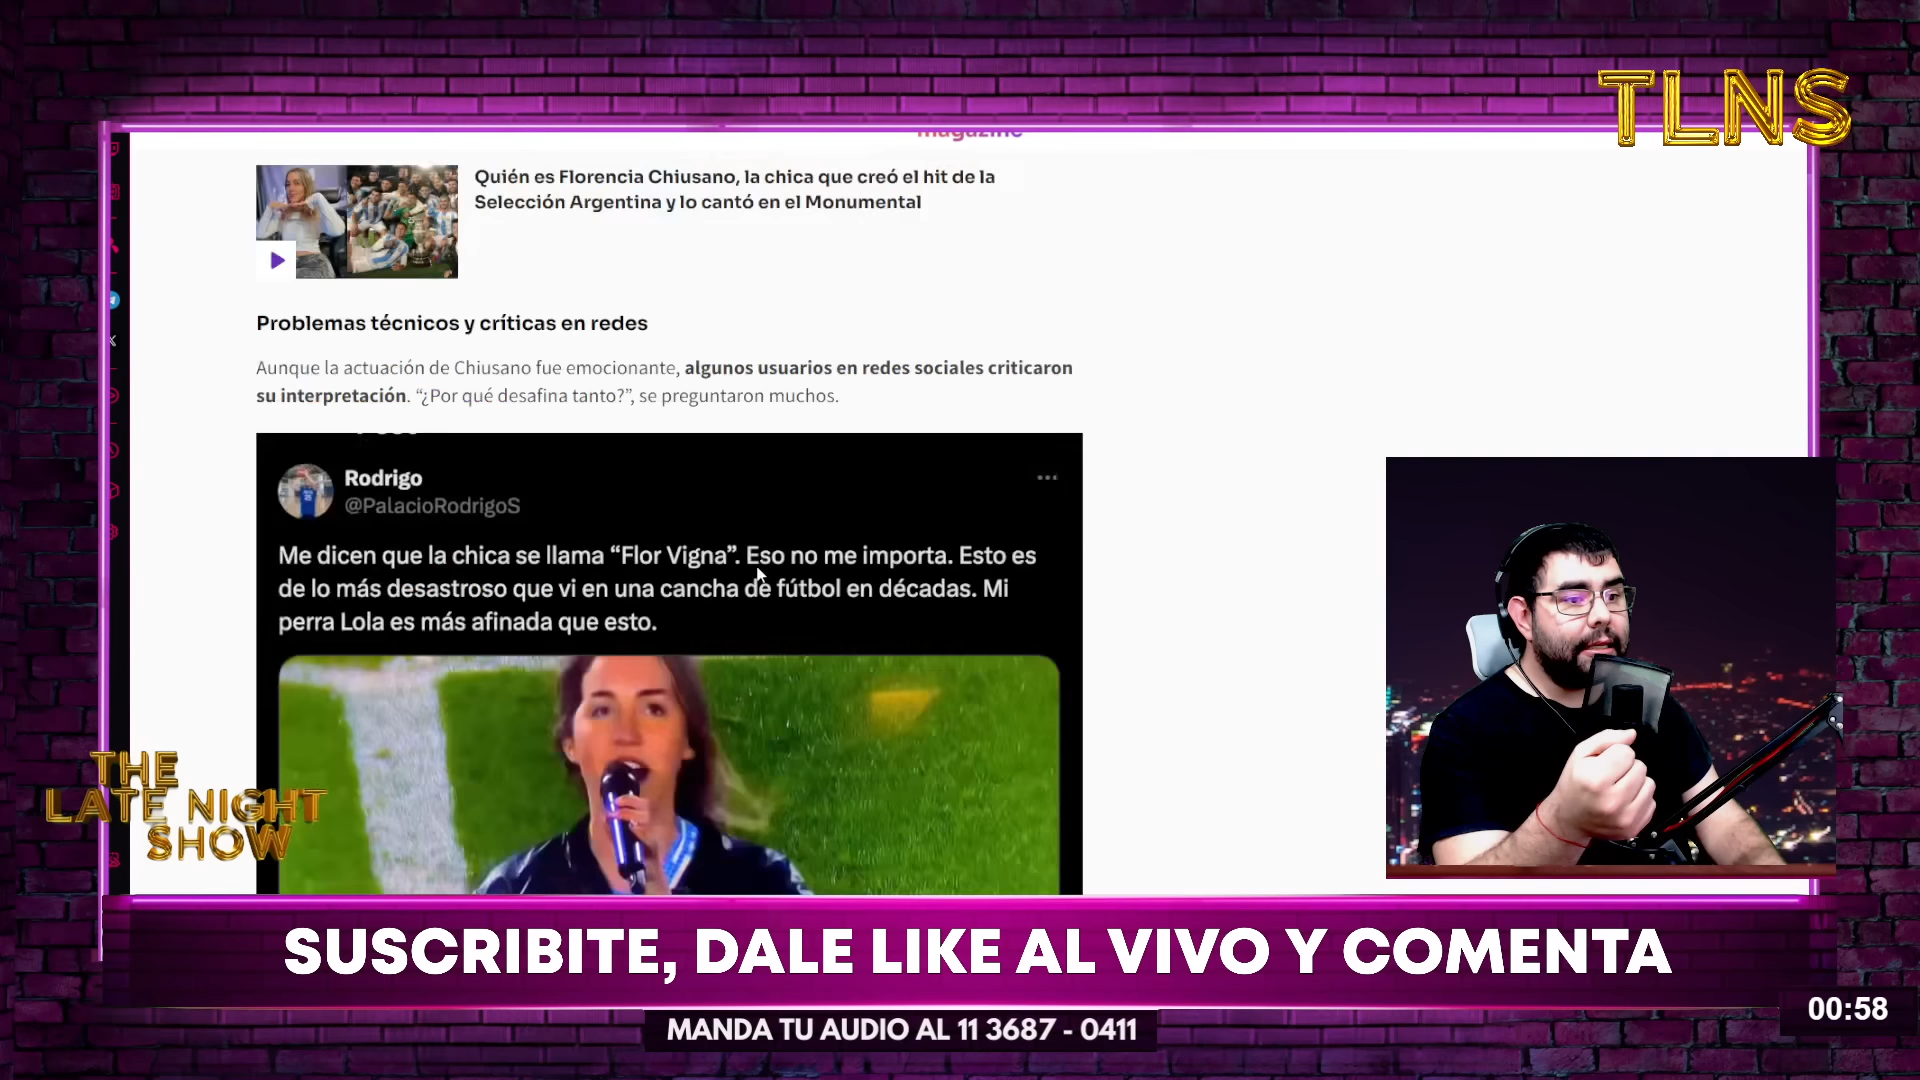 TLNS
magazine
Quién es Florencia Chiusano, la chica que creó el hit de la
Selección Argentina y lo cantó en el Monumental
Problemas técnicos y críticas en redes
Aunque la actuación de Chiusano fue emocionante, algunos usuarios en redes sociales criticaron
su interpretación. “¿Por qué desafina tanto?”, se preguntaron muchos.
Rodrigo
@PalacioRodrigoS
Me dicen que la chica se llama “Flor Vigna”. Eso no me importa. Esto es
de lo más desastroso que vi en una cancha de fútbol en décadas. Mi
perra Lola es más afinada que esto.
THE
LATE NIGHT
SHOW
SUSCRIBITE, DALE LIKE AL VIVO Y COMENTA
00:58
MANDA TU AUDIO AL 11 3687 - 0411